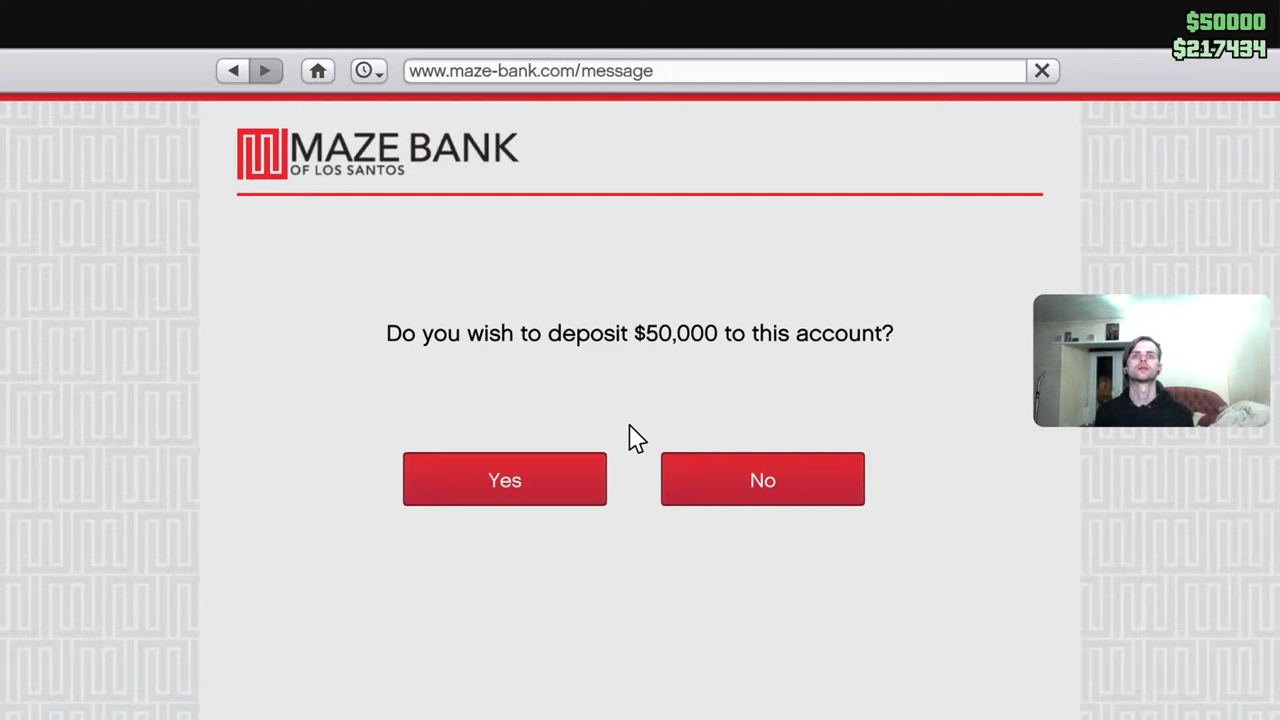 $50000
$217434
www.maze-bank.com/message
MAZE BANK
OF LOS SANTOS
Do you wish to deposit $50,000 to this account?
Yes
No